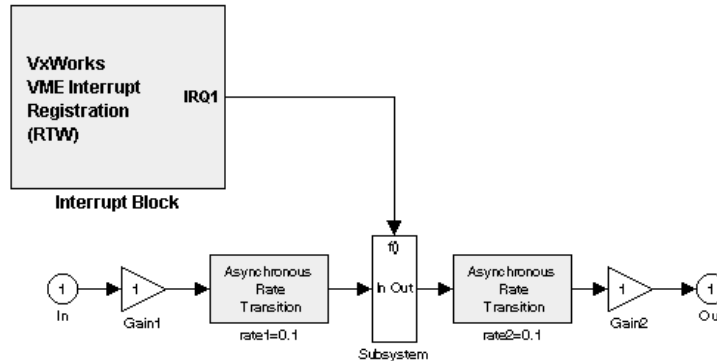 VxWorks
VME Interrupt
Registration
(RTW)
IRQ1
Interrupt Block
f()
1
In
1
Gain1
Asynchronous
Rate
Transition
rate1=0.1
In Out
Subsystem
Asynchronous
Rate
Transition
rate2=0.1
1
Gain2
1
Ou